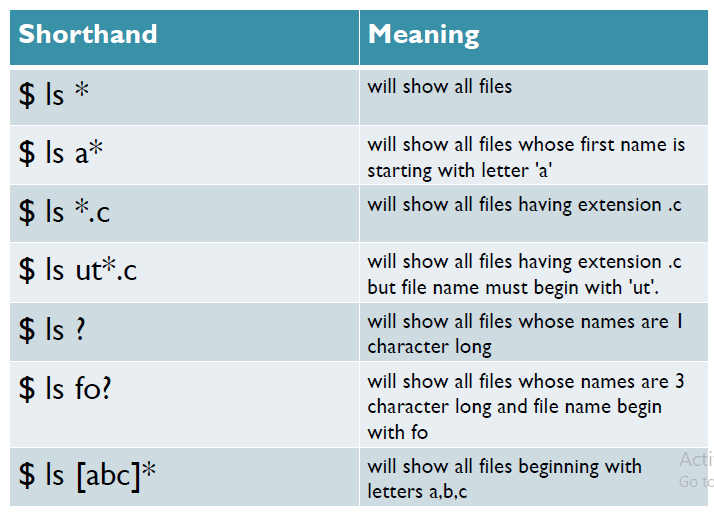 Shorthand
Meaning
$ ls *
will show all files
$ ls a*
will show all files whose first name is
starting with letter 'a'
$ ls *.c
will show all files having extension .c
$ ls ut*.c
will show all files having extension .c
but file name must begin with 'ut'.
$ ls ?
will show all files whose names are 1
character long
$ ls fo?
will show all files whose names are 3
character long and file name begin
with fo
$ ls [abc]*
will show all files beginning with
letters a,b,c
Go to